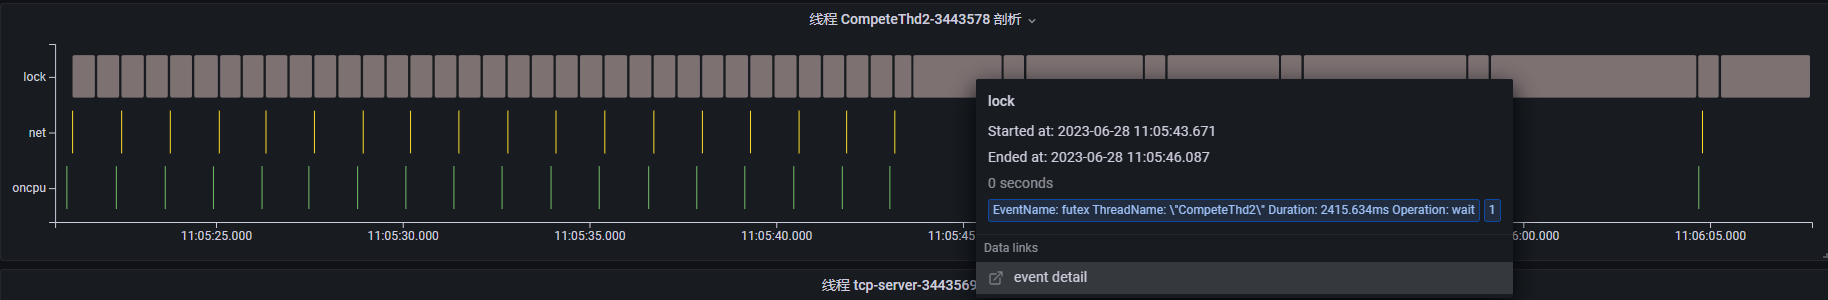 线程 CompeteThd2-3443578 剖析
lock
net
oncpu
11:05:25.000
11:05:30.000
11:05:35.000
11:05:40.000
11:05:45
6:00.000
11:06:05.000
lock
Started at: 2023-06-28 11:05:43.671
Ended at: 2023-06-28 11:05:46.087
0 seconds
EventName: futex ThreadName: \"CompeteThd2\" Duration: 2415.634ms Operation: wait 1
Data links
event detail
线程 tcp-server-3443569